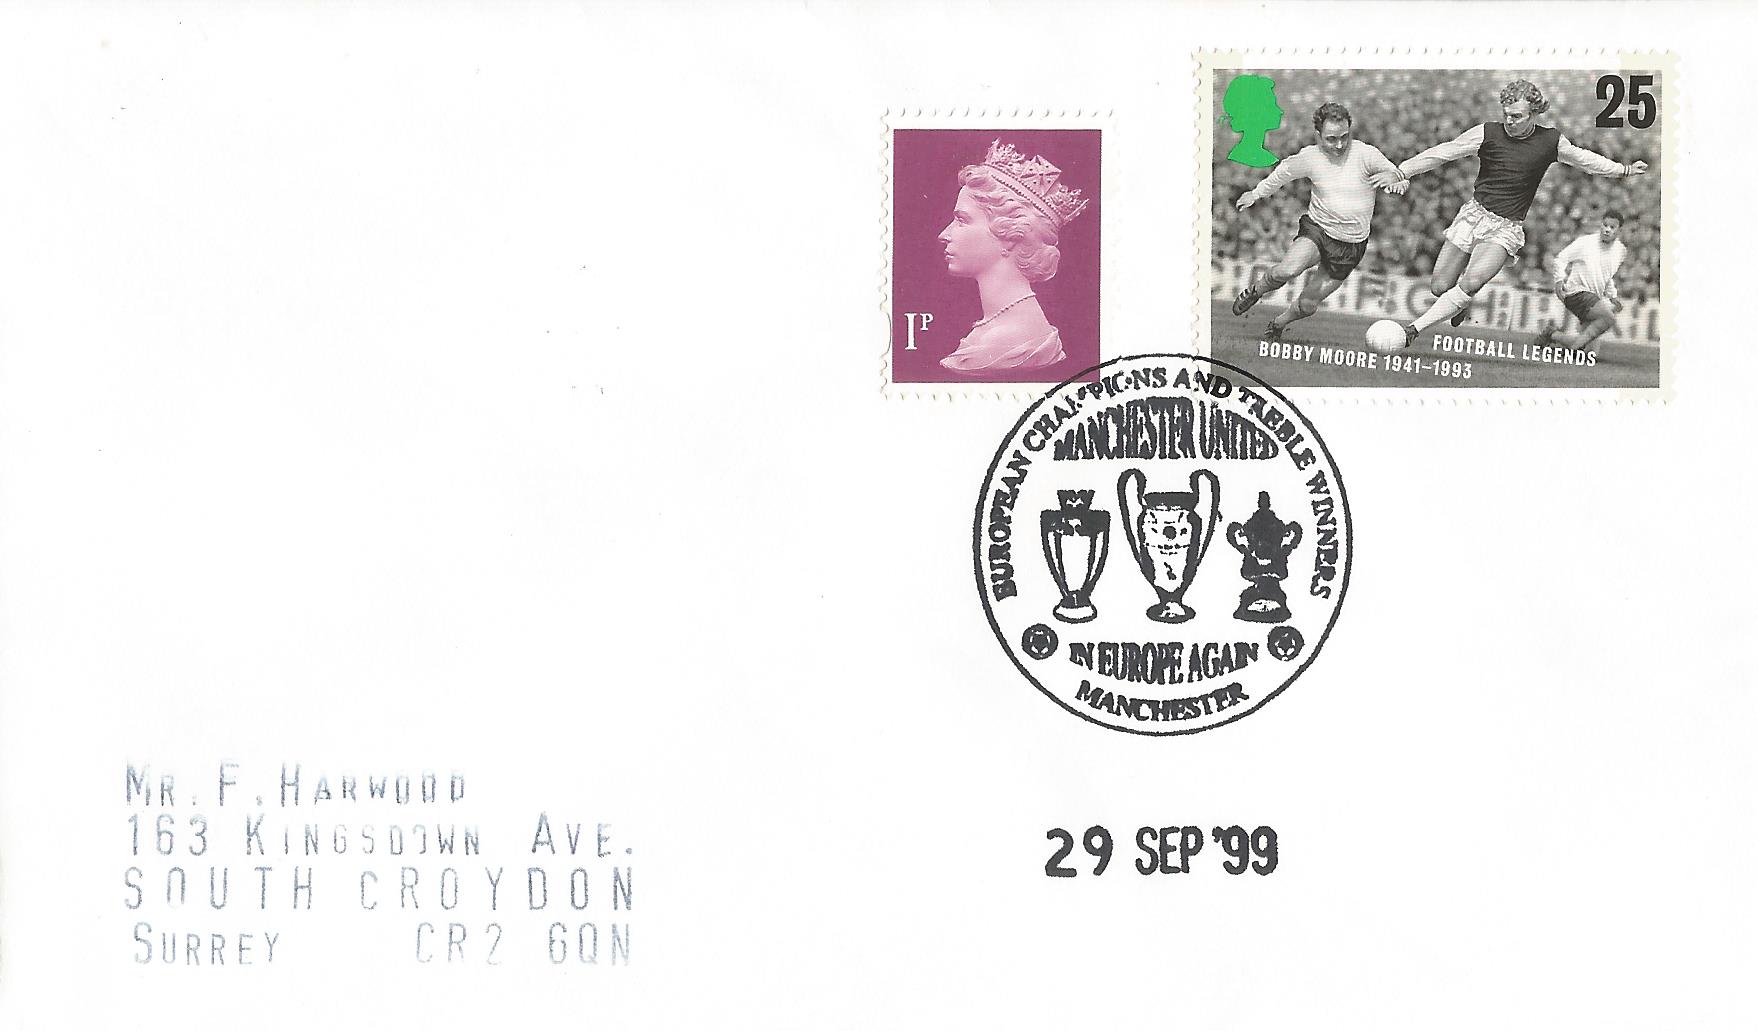 25
1P
FOOTBALL LEGENDS
BOBBY MOORE 1941–1993
EUROPEAN CHAMPIONS AND TREBLE WINNERS
MANCHESTER UNITED
IN EUROPE AGAIN
MANCHESTER
29 SEP '99
MR. F. HARWOOD
163 KINGSDOWN AVE.
SOUTH CROYDON
SURREY CR2 6QN